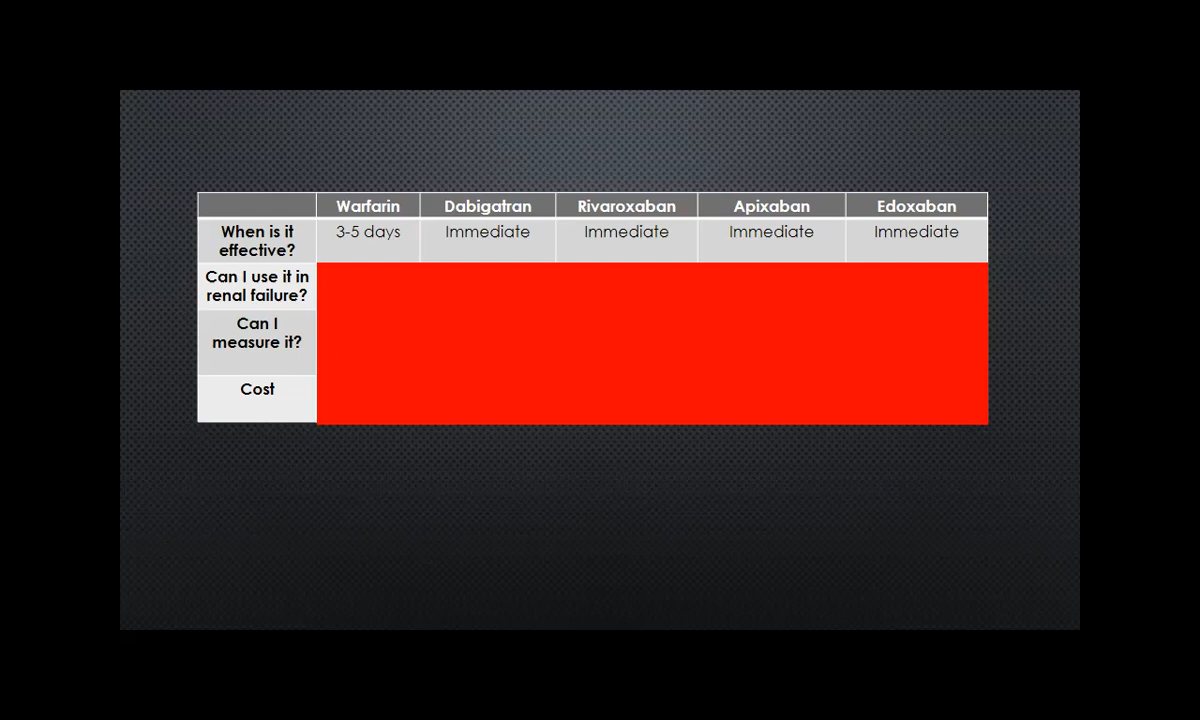 Warfarin Dabigatran Rivaroxaban Apixaban Edoxaban
When is it 3-5 days Immediate Immediate Immediate Immediate
effective?
Can I use it in
renal failure?
Can I
measure it?
Cost